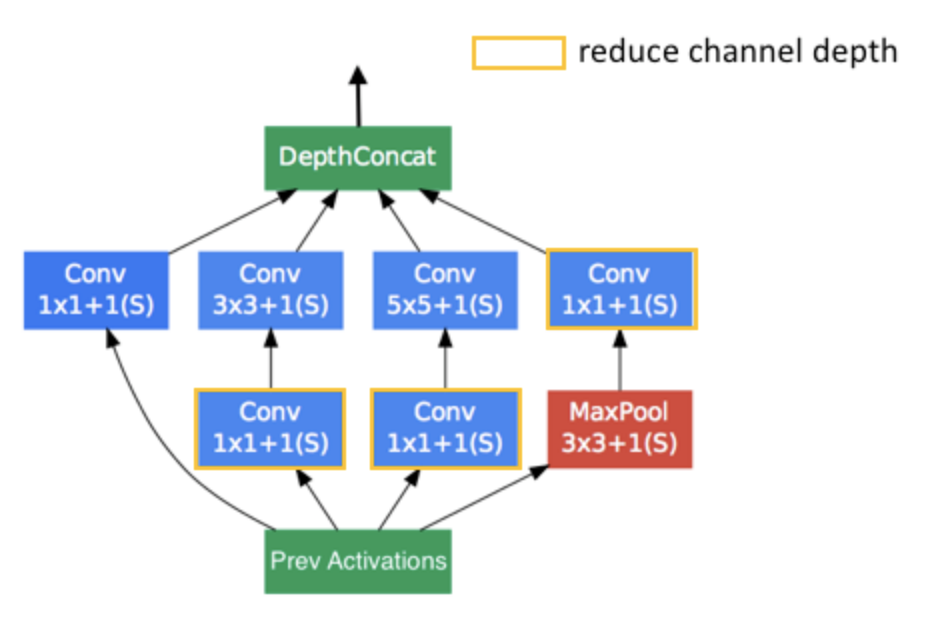 reduce channel depth
DepthConcat
Conv
1x1+1(S)
Conv
3x3+1(S)
Conv
5x5+1(S)
Conv
1x1+1(S)
Conv
1x1+1(S)
Conv
1x1+1(S)
MaxPool
3x3+1(S)
Prev Activations